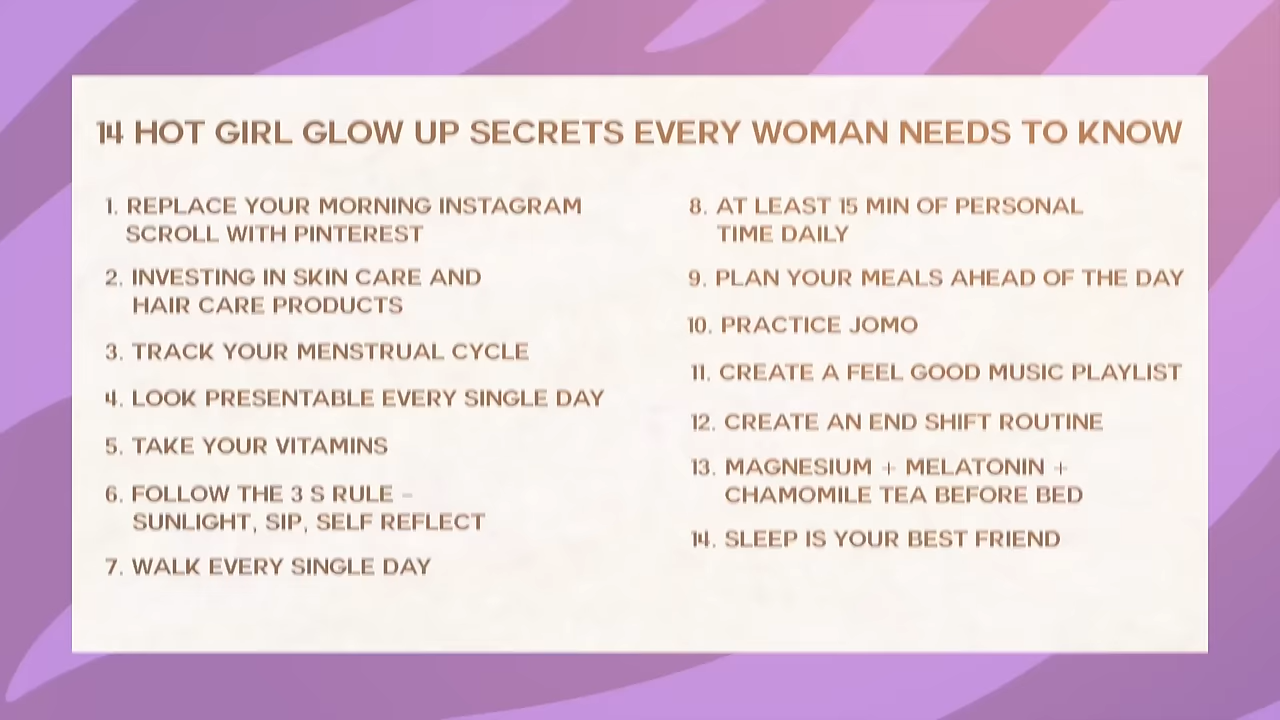 14 HOT GIRL GLOW UP SECRETS EVERY WOMAN NEEDS TO KNOW
1. REPLACE YOUR MORNING INSTAGRAM
SCROLL WITH PINTEREST
2. INVESTING IN SKIN CARE AND
HAIR CARE PRODUCTS
3. TRACK YOUR MENSTRUAL CYCLE
4. LOOK PRESENTABLE EVERY SINGLE DAY
5. TAKE YOUR VITAMINS
6. FOLLOW THE 3 S RULE –
SUNLIGHT, SIP, SELF REFLECT
7. WALK EVERY SINGLE DAY
8. AT LEAST 15 MIN OF PERSONAL
TIME DAILY
9. PLAN YOUR MEALS AHEAD OF THE DAY
10. PRACTICE JOMO
11. CREATE A FEEL GOOD MUSIC PLAYLIST
12. CREATE AN END SHIFT ROUTINE
13. MAGNESIUM + MELATONIN +
CHAMOMILE TEA BEFORE BED
14. SLEEP IS YOUR BEST FRIEND